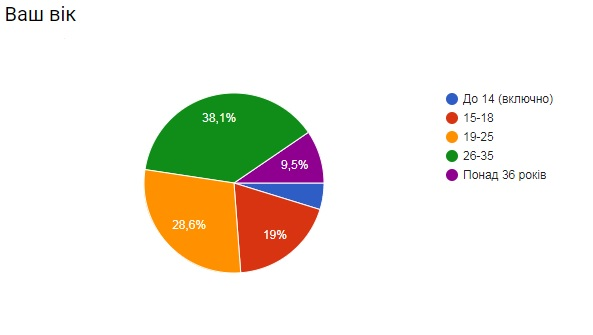 Ваш вік
38,1%
9,5%
28,6%
19%
До 14 (включно)
15-18
19-25
26-35
Понад 36 років